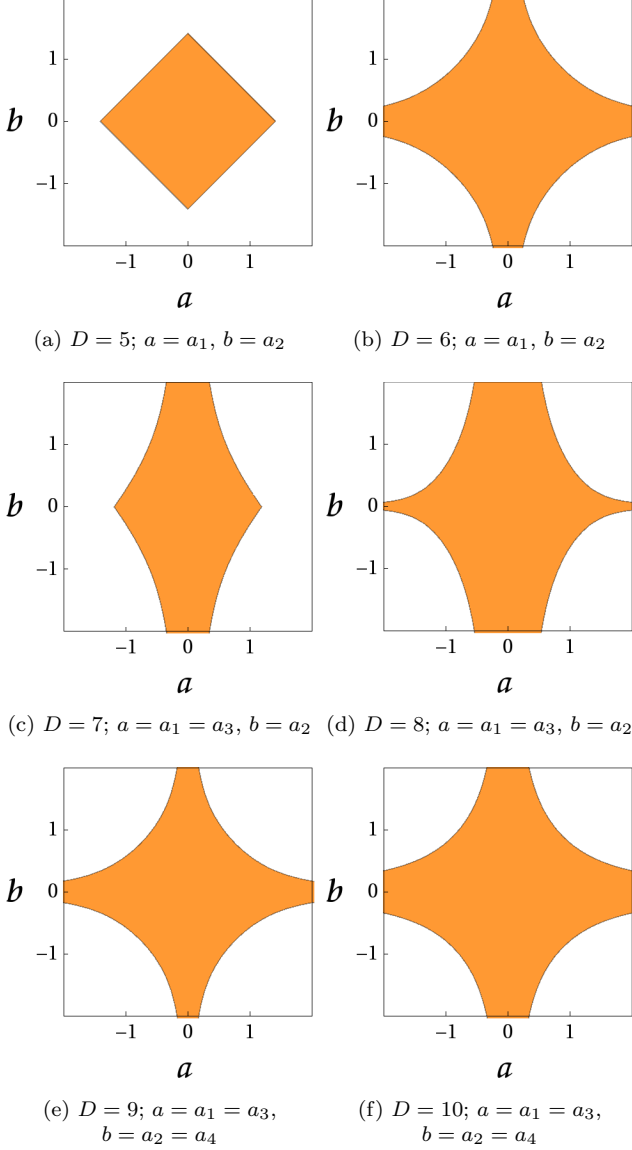 1
0
−1
b
−1 0 1
a
(a) D = 5; a = a₁, b = a₂
1
0
−1
b
−1 0 1
a
(b) D = 6; a = a₁, b = a₂
1
0
−1
b
−1 0 1
a
(c) D = 7; a = a₁ = a₃, b = a₂
1
0
−1
b
−1 0 1
a
(d) D = 8; a = a₁ = a₃, b = a₂
1
0
−1
b
−1 0 1
a
(e) D = 9; a = a₁ = a₃,
b = a₂ = a₄
1
0
−1
b
−1 0 1
a
(f) D = 10; a = a₁ = a₃,
b = a₂ = a₄